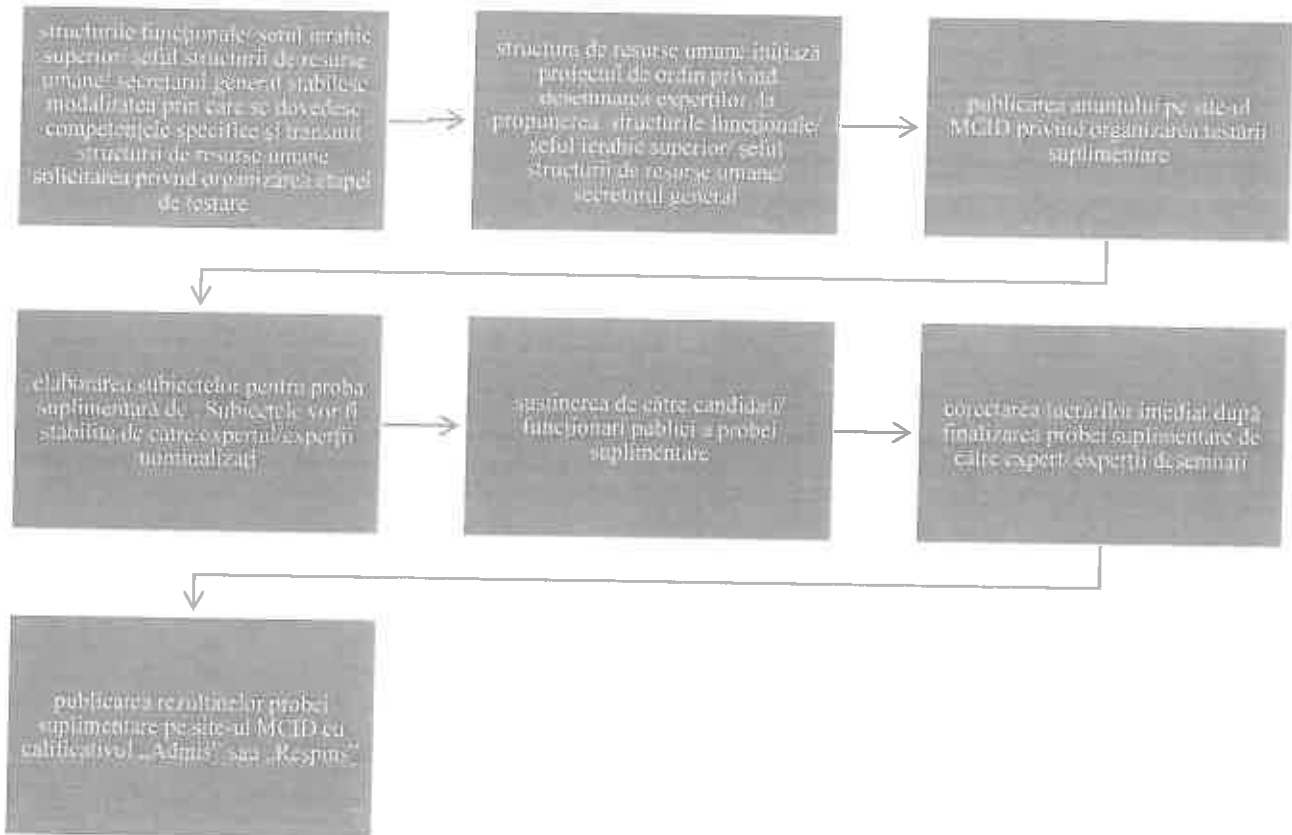 structurile funcționale/ șeful ierahic
superior/ șeful structurii de resurse
umane/ secretarul general stabilesc
modalitatea prin care se dovedesc
competențele specifice și transmit
structurii de resurse umane
solicitarea privind organizarea etapei
de testare
structura de resurse umane inițiază
proiectul de ordin privind
desemnarea experților, la
propunerea structurile funcționale/
șeful ierahic superior/ șeful
structurii de resurse umane/
secretarul general
publicarea anunțului pe site-ul
MCID privind organizarea testării
suplimentare
elaborarea subiectelor pentru proba
suplimentară de . Subiectele vor fi
stabilite de către expertul/experții
nominalizați
susținerea de către candidați/
funcționari publici a probei
suplimentare
corectarea lucrărilor imediat după
finalizarea probei suplimentare de
către expert/ experții desemnați
publicarea rezultatelor probei
suplimentare pe site-ul MCID cu
calificativul „Admis” sau „Respins”